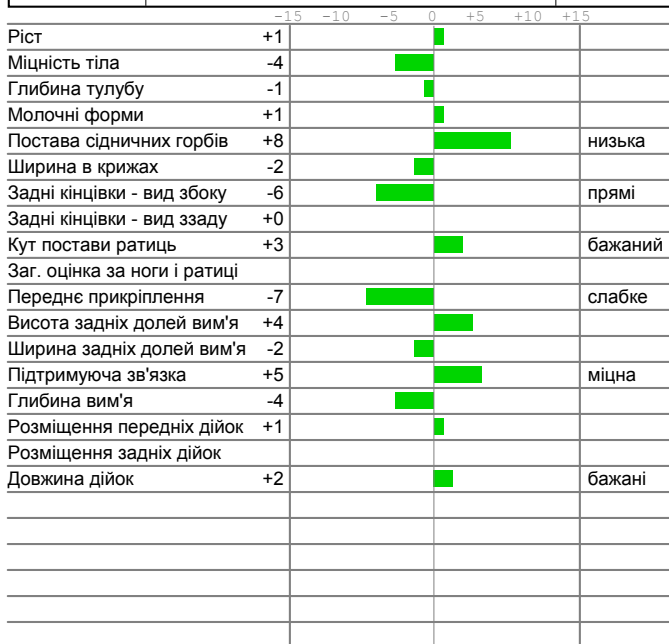 -15 -10 -5 0 +5 +10 +15
Ріст +1
Міцність тіла -4
Глибина тулубу -1
Молочні форми +1
Постава сідничних горбів +8 низька
Ширина в крижах -2
Задні кінцівки - вид збоку -6 прямі
Задні кінцівки - вид ззаду +0
Кут постави ратиць +3 бажаний
Заг. оцінка за ноги і ратиці
Переднє прикріплення -7 слабке
Висота задніх долей вим'я +4
Ширина задніх долей вим'я -2
Підтримуюча зв'язка +5 міцна
Глибина вим'я -4
Розміщення передніх дійок +1
Розміщення задніх дійок
Довжина дійок +2 бажані